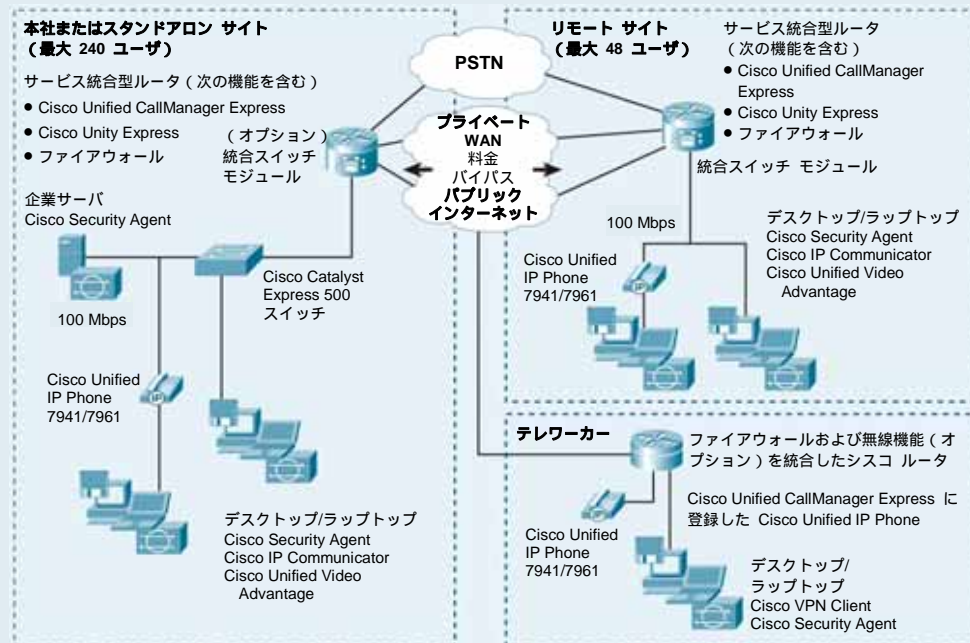 本社またはスタンドアロン サイト
(最大 240 ユーザ)
サービス統合型ルータ(次の機能を含む)
● Cisco Unified CallManager Express
● Cisco Unity Express
● ファイアウォール
(オプション)
統合スイッチ
モジュール
企業サーバ
Cisco Security Agent
100 Mbps
Cisco Catalyst
Express 500
スイッチ
Cisco Unified
IP Phone
7941/7961
IP
デスクトップ/ラップトップ
Cisco Security Agent
Cisco IP Communicator
Cisco Unified Video
Advantage
PSTN
プライベート
WAN
料金
バイパス
パブリック
インターネット
リモート サイト
(最大 48 ユーザ)
サービス統合型ルータ
(次の機能を含む)
● Cisco Unified CallManager
Express
● Cisco Unity Express
● ファイアウォール
統合スイッチ モジュール
100 Mbps
Cisco Unified
IP Phone
7941/7961
IP
デスクトップ/ラップトップ
Cisco Security Agent
Cisco IP Communicator
Cisco Unified Video
Advantage
テレワーカー
ファイアウォールおよび無線機能(オ
プション)を統合したシスコ ルータ
Cisco Unified CallManager Express に
登録した Cisco Unified IP Phone
Cisco Unified
IP Phone
7941/7961
IP
デスクトップ/
ラップトップ
Cisco VPN Client
Cisco Security Agent